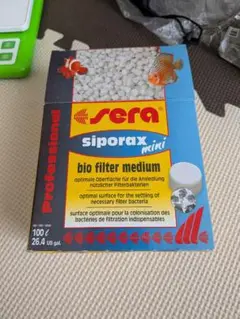 sera
siporax
mini
Professional
bio filter medium
optimale Oberfläche für die Ansiedlung
nützlicher Filterbakterien
optimal surface for the settling of
necessary filter bacteria
surface optimale pour la colonisation des
bactéries de filtration indispensables
100 ℓ
26.4 US gal.